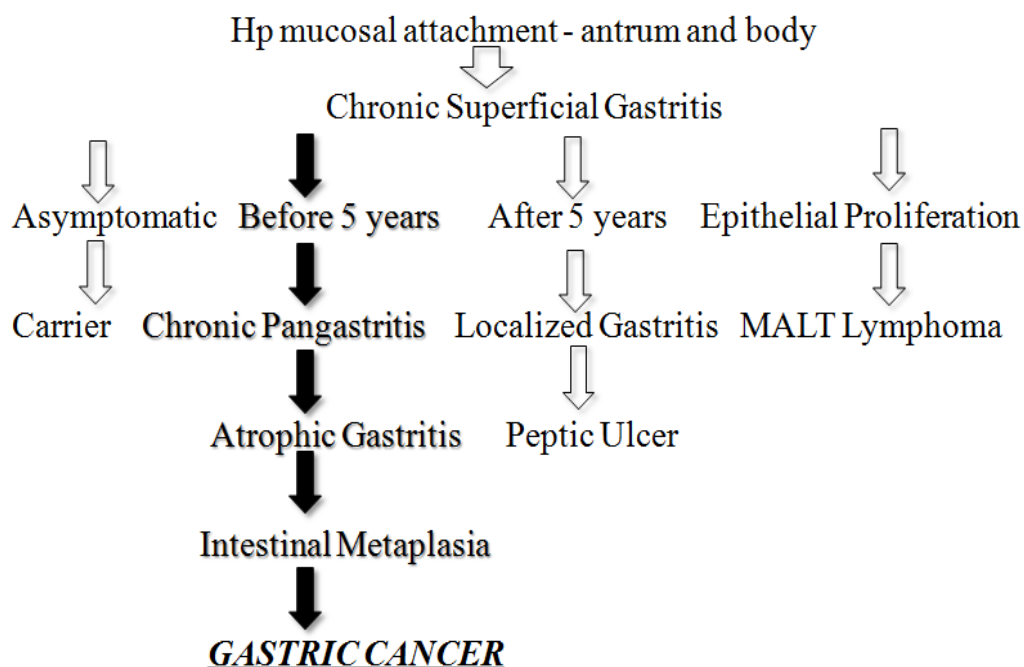 Hp mucosal attachment - antrum and body
Chronic Superficial Gastritis
Asymptomatic Before 5 years After 5 years Epithelial Proliferation
Carrier Chronic Pangastritis Localized Gastritis MALT Lymphoma
Atrophic Gastritis Peptic Ulcer
Intestinal Metaplasia
GASTRIC CANCER